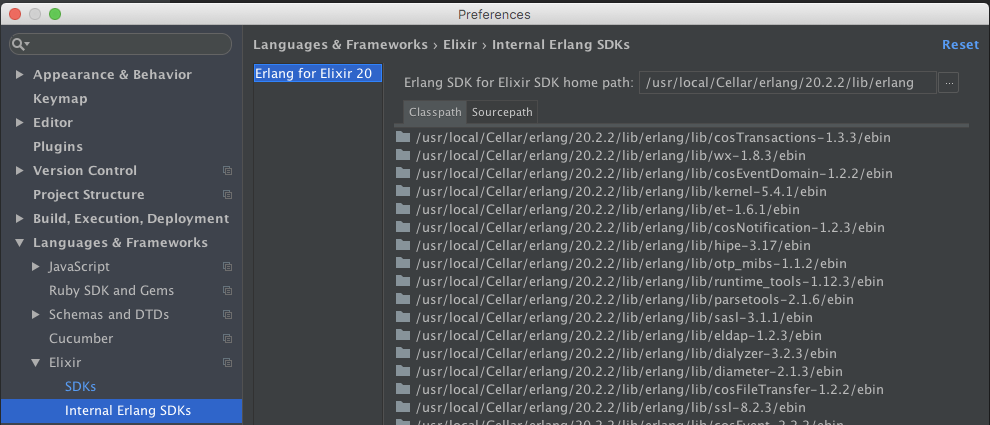 Preferences
Appearance & Behavior
Keymap
Editor
Plugins
Version Control
Project Structure
Build, Execution, Deployment
Languages & Frameworks
JavaScript
Ruby SDK and Gems
Schemas and DTDs
Cucumber
Elixir
SDKs
Internal Erlang SDKs
Languages & Frameworks › Elixir › Internal Erlang SDKs
Reset
Erlang for Elixir 20
Erlang SDK for Elixir SDK home path: /usr/local/Cellar/erlang/20.2.2/lib/erlang ...
Classpath Sourcepath
/usr/local/Cellar/erlang/20.2.2/lib/erlang/lib/cosTransactions-1.3.3/ebin
/usr/local/Cellar/erlang/20.2.2/lib/erlang/lib/wx-1.8.3/ebin
/usr/local/Cellar/erlang/20.2.2/lib/erlang/lib/cosEventDomain-1.2.2/ebin
/usr/local/Cellar/erlang/20.2.2/lib/erlang/lib/kernel-5.4.1/ebin
/usr/local/Cellar/erlang/20.2.2/lib/erlang/lib/et-1.6.1/ebin
/usr/local/Cellar/erlang/20.2.2/lib/erlang/lib/cosNotification-1.2.3/ebin
/usr/local/Cellar/erlang/20.2.2/lib/erlang/lib/hipe-3.17/ebin
/usr/local/Cellar/erlang/20.2.2/lib/erlang/lib/otp_mibs-1.1.2/ebin
/usr/local/Cellar/erlang/20.2.2/lib/erlang/lib/runtime_tools-1.12.3/ebin
/usr/local/Cellar/erlang/20.2.2/lib/erlang/lib/parsetools-2.1.6/ebin
/usr/local/Cellar/erlang/20.2.2/lib/erlang/lib/sasl-3.1.1/ebin
/usr/local/Cellar/erlang/20.2.2/lib/erlang/lib/eldap-1.2.3/ebin
/usr/local/Cellar/erlang/20.2.2/lib/erlang/lib/dialyzer-3.2.3/ebin
/usr/local/Cellar/erlang/20.2.2/lib/erlang/lib/diameter-2.1.3/ebin
/usr/local/Cellar/erlang/20.2.2/lib/erlang/lib/cosFileTransfer-1.2.2/ebin
/usr/local/Cellar/erlang/20.2.2/lib/erlang/lib/ssl-8.2.3/ebin
/usr/local/Cellar/erlang/20.2.2/lib/erlang/lib/cosEvent-2.2.2/ebin